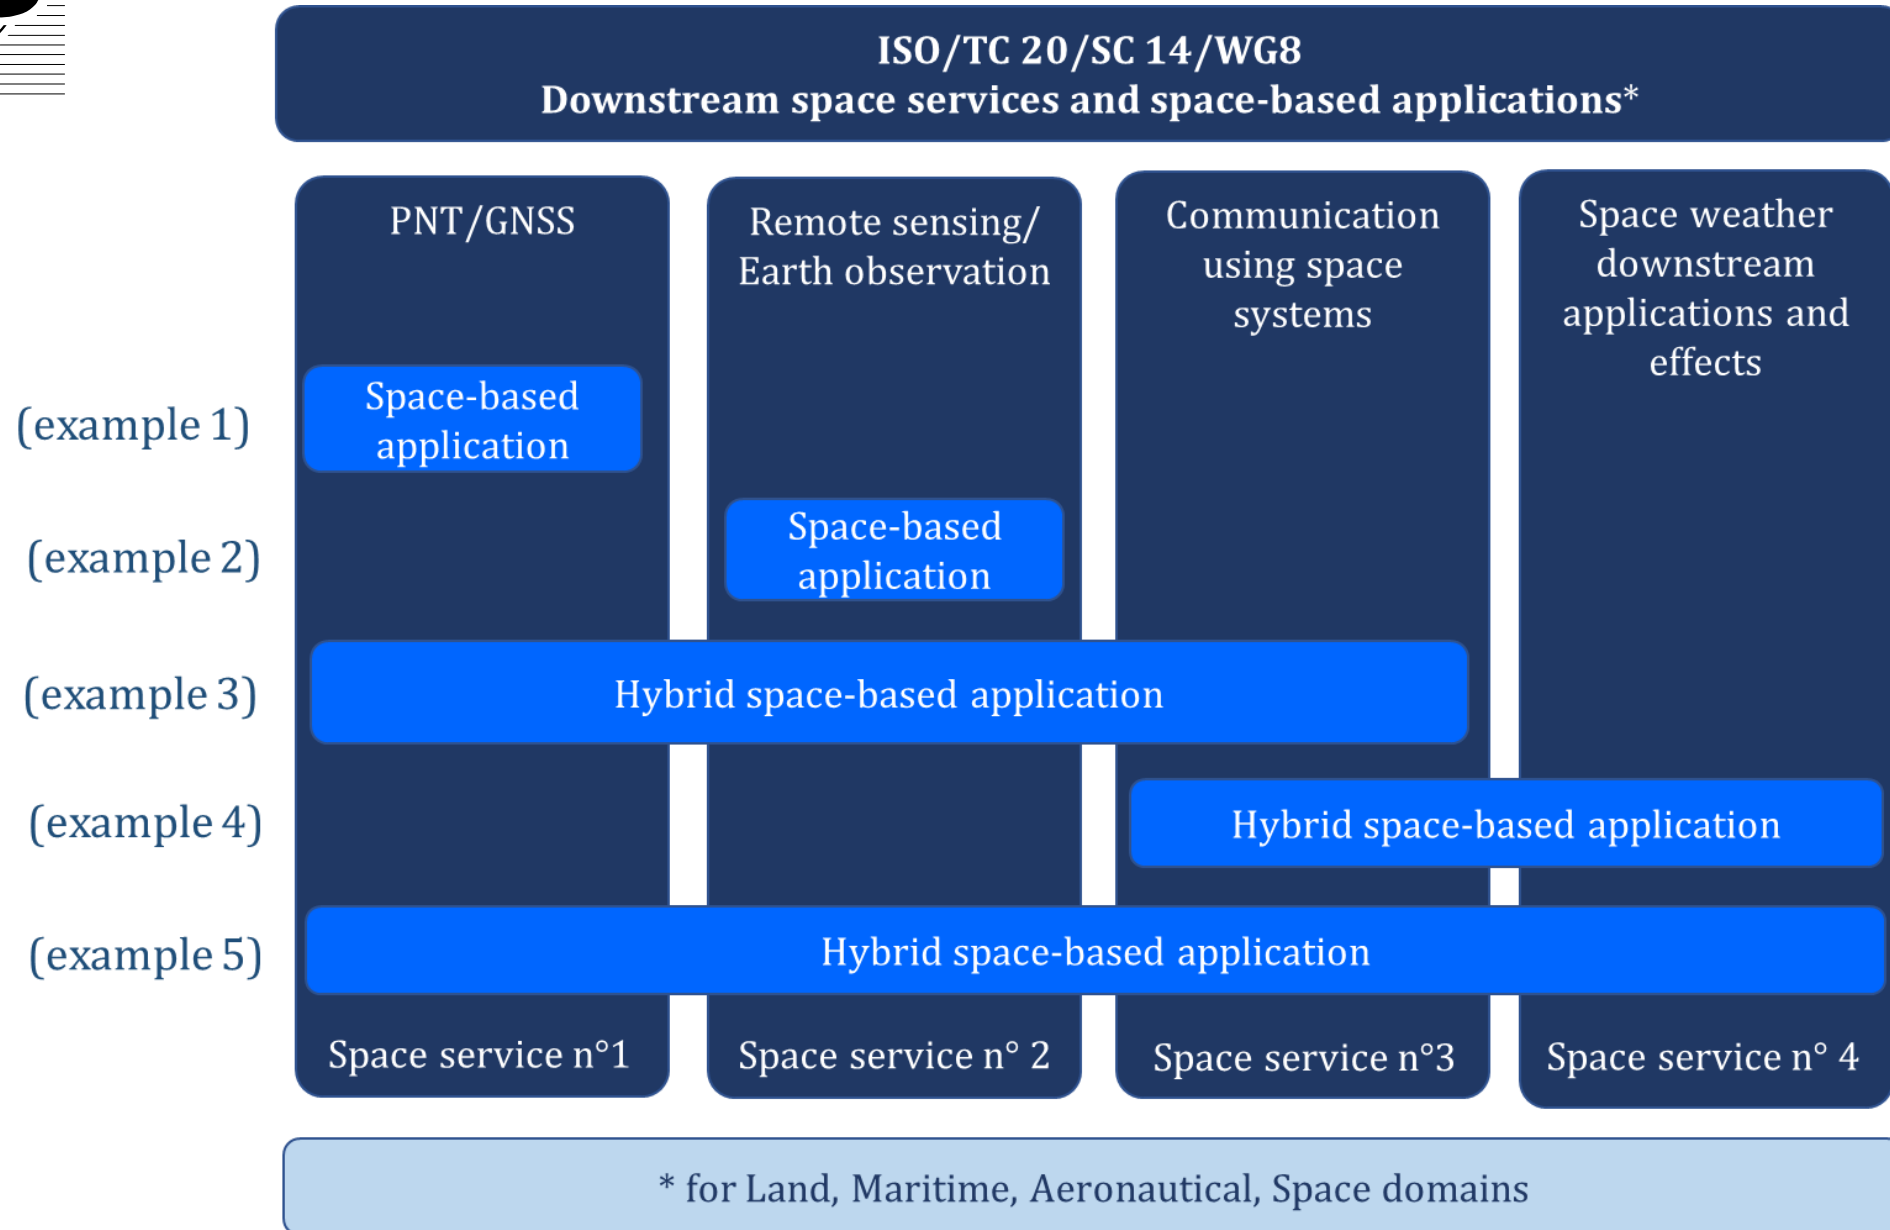 ISO/TC 20/SC 14/WG8
Downstream space services and space-based applications*
PNT/GNSS
Remote sensing/
Earth observation
Communication
using space
systems
Space weather
downstream
applications and
effects
(example 1)
Space-based
application
(example 2)
Space-based
application
(example 3)
Hybrid space-based application
(example 4)
Hybrid space-based application
(example 5)
Hybrid space-based application
Space service n°1
Space service n° 2
Space service n°3
Space service n° 4
* for Land, Maritime, Aeronautical, Space domains